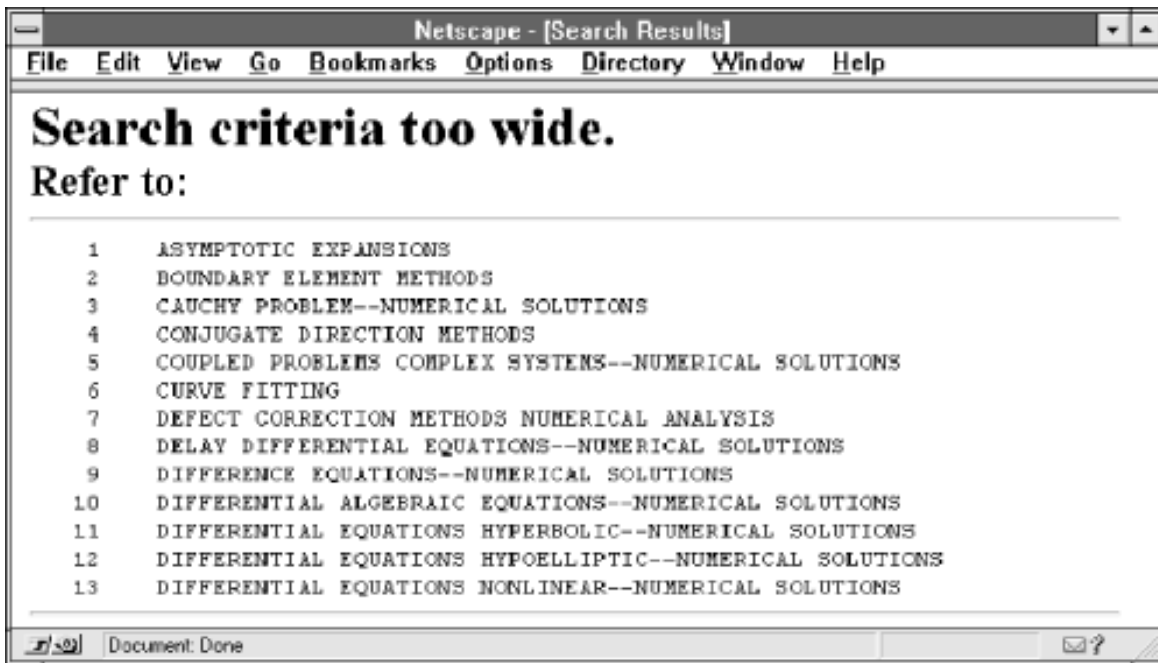 Netscape - [Search Results]
File Edit View Go Bookmarks Options Directory Window Help
Search criteria too wide.
Refer to:
1 ASYMPTOTIC EXPANSIONS
2 BOUNDARY ELEMENT METHODS
3 CAUCHY PROBLEM--NUMERICAL SOLUTIONS
4 CONJUGATE DIRECTION METHODS
5 COUPLED PROBLEMS COMPLEX SYSTEMS--NUMERICAL SOLUTIONS
6 CURVE FITTING
7 DEFECT CORRECTION METHODS NUMERICAL ANALYSIS
8 DELAY DIFFERENTIAL EQUATIONS--NUMERICAL SOLUTIONS
9 DIFFERENCE EQUATIONS--NUMERICAL SOLUTIONS
10 DIFFERENTIAL ALGEBRAIC EQUATIONS--NUMERICAL SOLUTIONS
11 DIFFERENTIAL EQUATIONS HYPERBOLIC--NUMERICAL SOLUTIONS
12 DIFFERENTIAL EQUATIONS HYPOELLIPTIC--NUMERICAL SOLUTIONS
13 DIFFERENTIAL EQUATIONS NONLINEAR--NUMERICAL SOLUTIONS
Document: Done